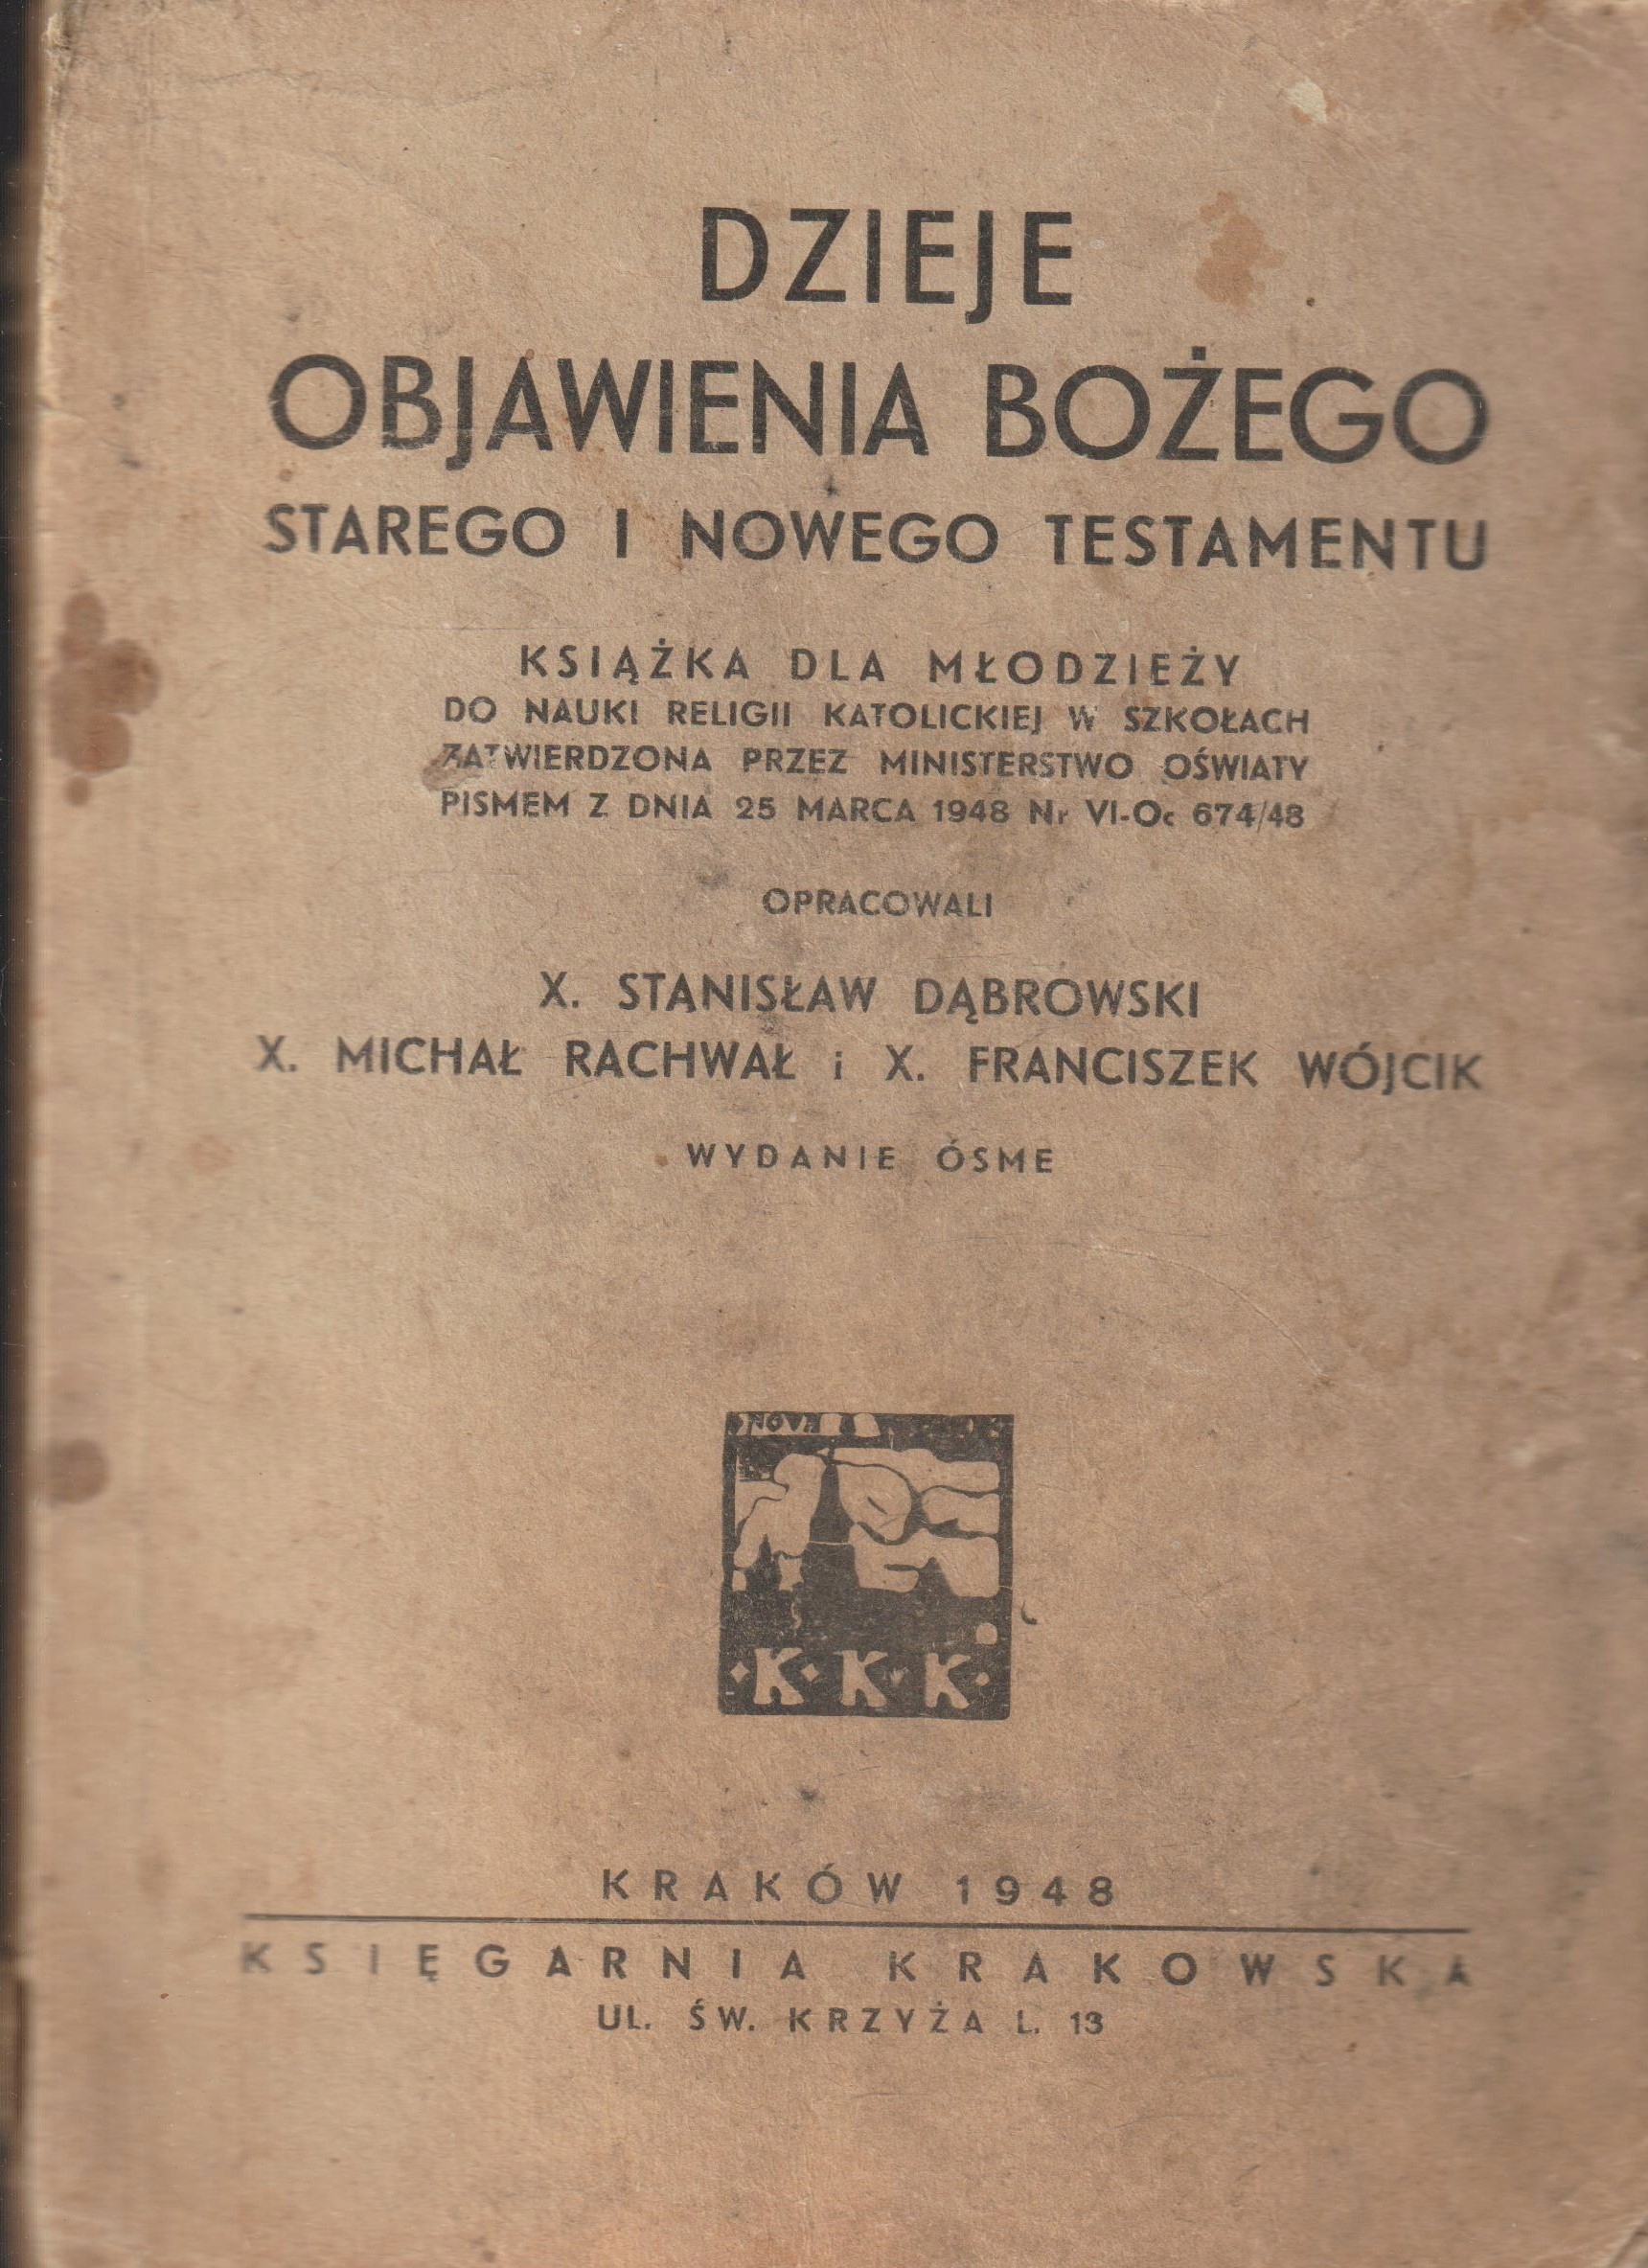 DZIEJE
OBJAWIENIA BOŻEGO
STAREGO I NOWEGO TESTAMENTU
KSIĄŻKA DLA MŁODZIEŻY
DO NAUKI RELIGII KATOLICKIEJ W SZKOŁACH
ZATWIERDZONA PRZEZ MINISTERSTWO OŚWIATY
PISMEM Z DNIA 25 MARCA 1948 Nr VI-Oc 674/48
OPRACOWALI
X. STANISŁAW DĄBROWSKI
X. MICHAŁ RACHWAŁ i X. FRANCISZEK WÓJCIK
WYDANIE ÓSME
K·K·K
KRAKÓW 1948
KSIĘGARNIA KRAKOWSKA
UL. ŚW. KRZYŻA L. 13